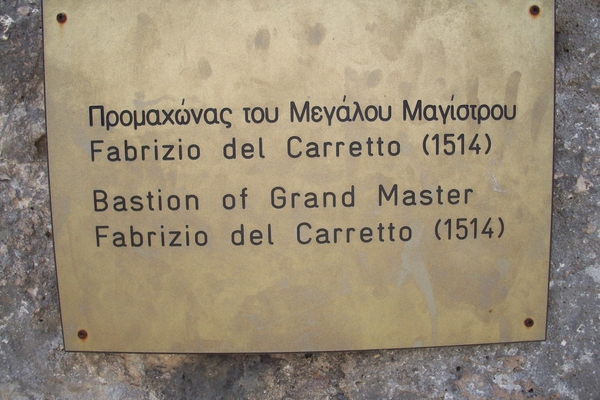 Προμαχώνας του Μεγάλου Μαγίστρου
Fabrizio del Carretto (1514)
Bastion of Grand Master
Fabrizio del Carretto (1514)